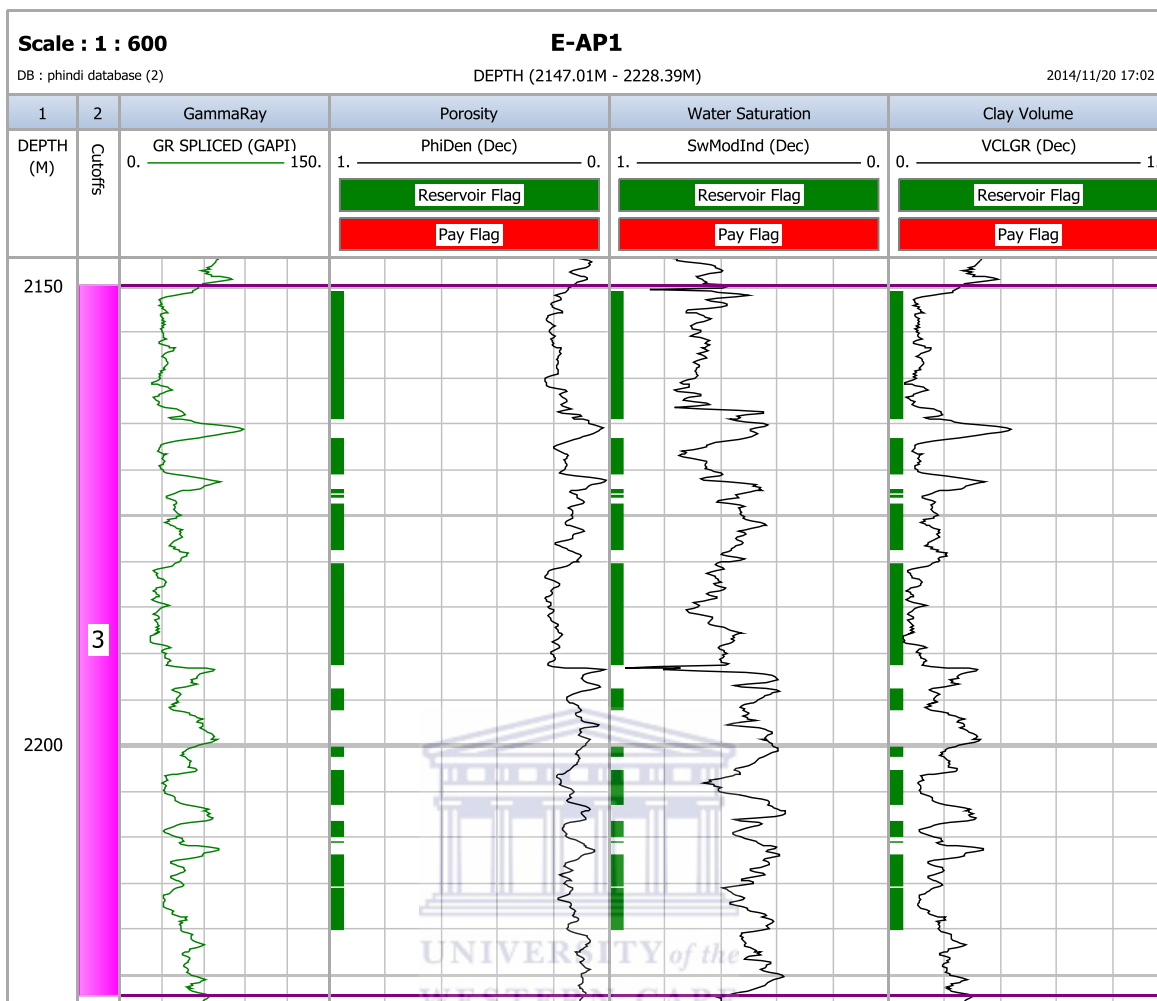 Scale : 1 : 600
E-AP1
DB : phindi database (2)
DEPTH (2147.01M - 2228.39M)
2014/11/20 17:02
1 2 GammaRay Porosity Water Saturation Clay Volume
DEPTH (M)
Cutoffs
GR SPLICED (GAPI)
0. 150.
PhiDen (Dec)
1. 0.
Reservoir Flag
Pay Flag
SwModInd (Dec)
1. 0.
Reservoir Flag
Pay Flag
VCLGR (Dec)
0. 1.
Reservoir Flag
Pay Flag
2150
3
2200
UNIVERSITY of the
WESTERN CAPE